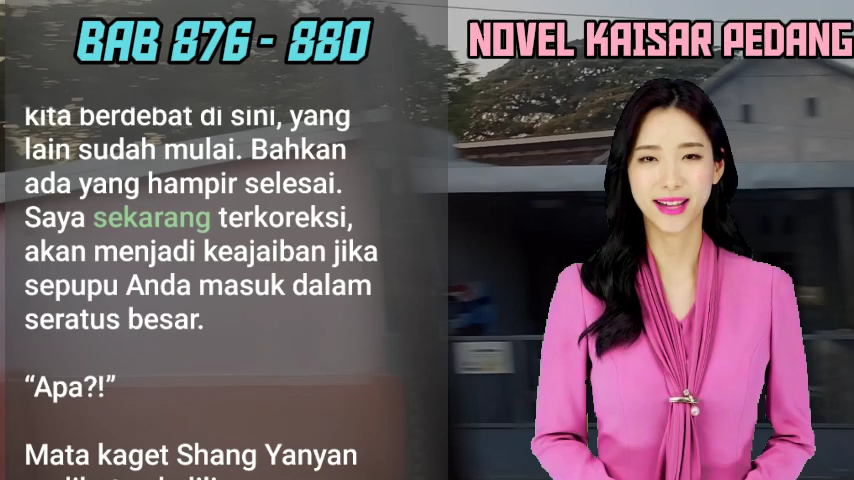 BAB 876 - 880
NOVEL KAISAR PEDANG
kita berdebat di sini, yang
lain sudah mulai. Bahkan
ada yang hampir selesai.
Saya sekarang terkoreksi,
akan menjadi keajaiban jika
sepupu Anda masuk dalam
seratus besar.
“Apa?!”
Mata kaget Shang Yanyan